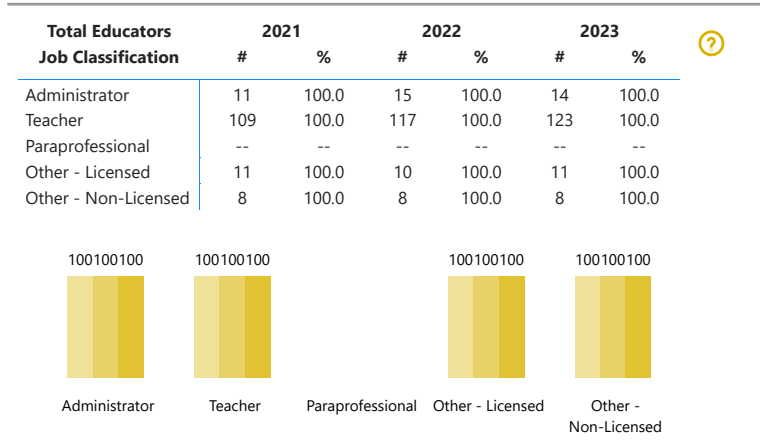 Total Educators 2021 2022 2023
Job Classification # % # % # %
Administrator 11 100.0 15 100.0 14 100.0
Teacher 109 100.0 117 100.0 123 100.0
Paraprofessional -- -- -- -- -- --
Other - Licensed 11 100.0 10 100.0 11 100.0
Other - Non-Licensed 8 100.0 8 100.0 8 100.0
?
100100100 100100100 100100100 100100100
Administrator Teacher Paraprofessional Other - Licensed Other -
Non-Licensed